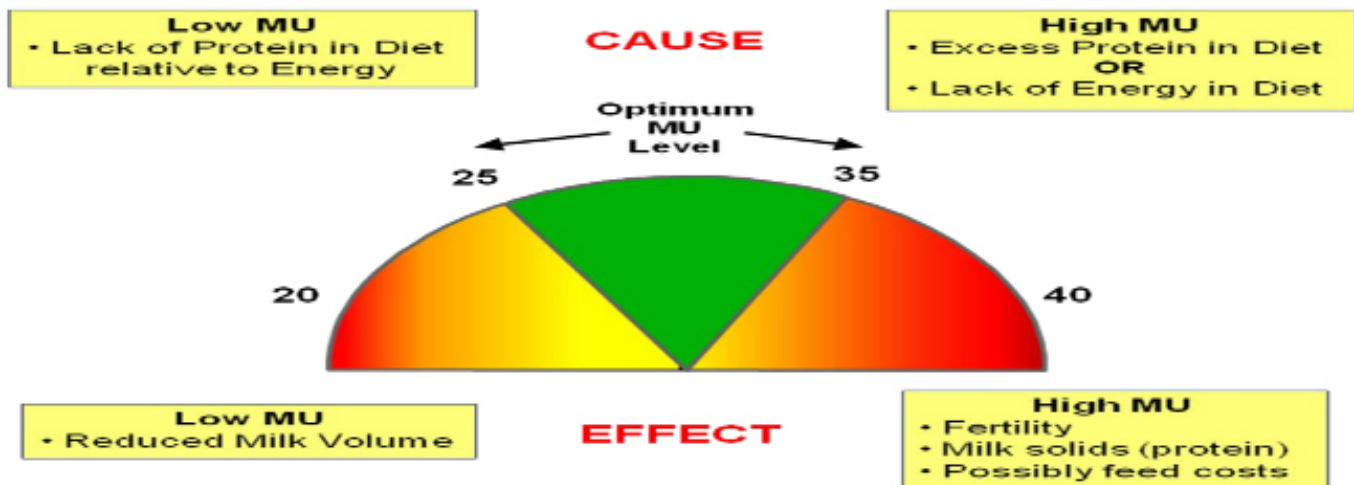 Low MU
• Lack of Protein in Diet
relative to Energy
CAUSE
High MU
• Excess Protein in Diet
OR
• Lack of Energy in Diet
Optimum
MU
Level
25
35
20
40
Low MU
• Reduced Milk Volume
EFFECT
High MU
• Fertility
• Milk solids (protein)
• Possibly feed costs